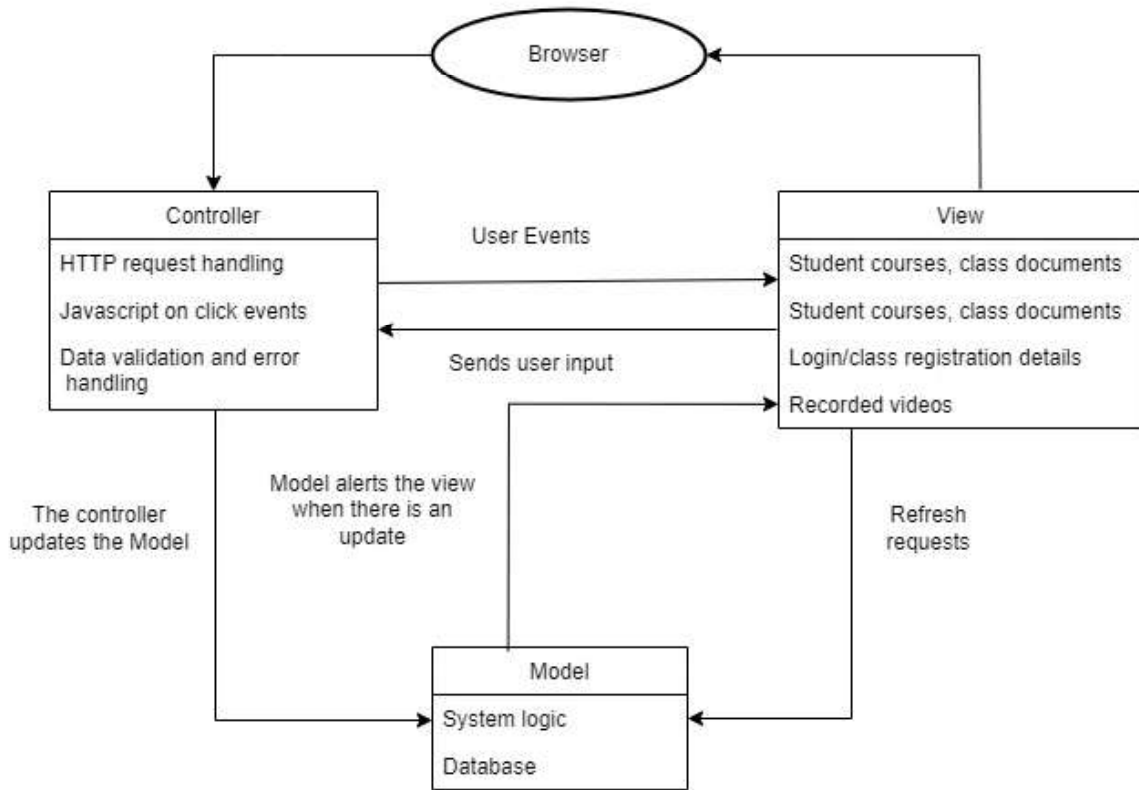 Browser
Controller
HTTP request handling
Javascript on click events
Data validation and error
handling
User Events
Sends user input
View
Student courses, class documents
Student courses, class documents
Login/class registration details
Recorded videos
The controller
updates the Model
Model alerts the view
when there is an
update
Refresh
requests
Model
System logic
Database